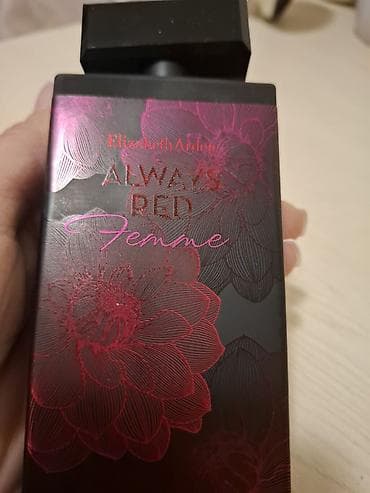 Elizabeth Arden
ALWAYS
RED
Femme